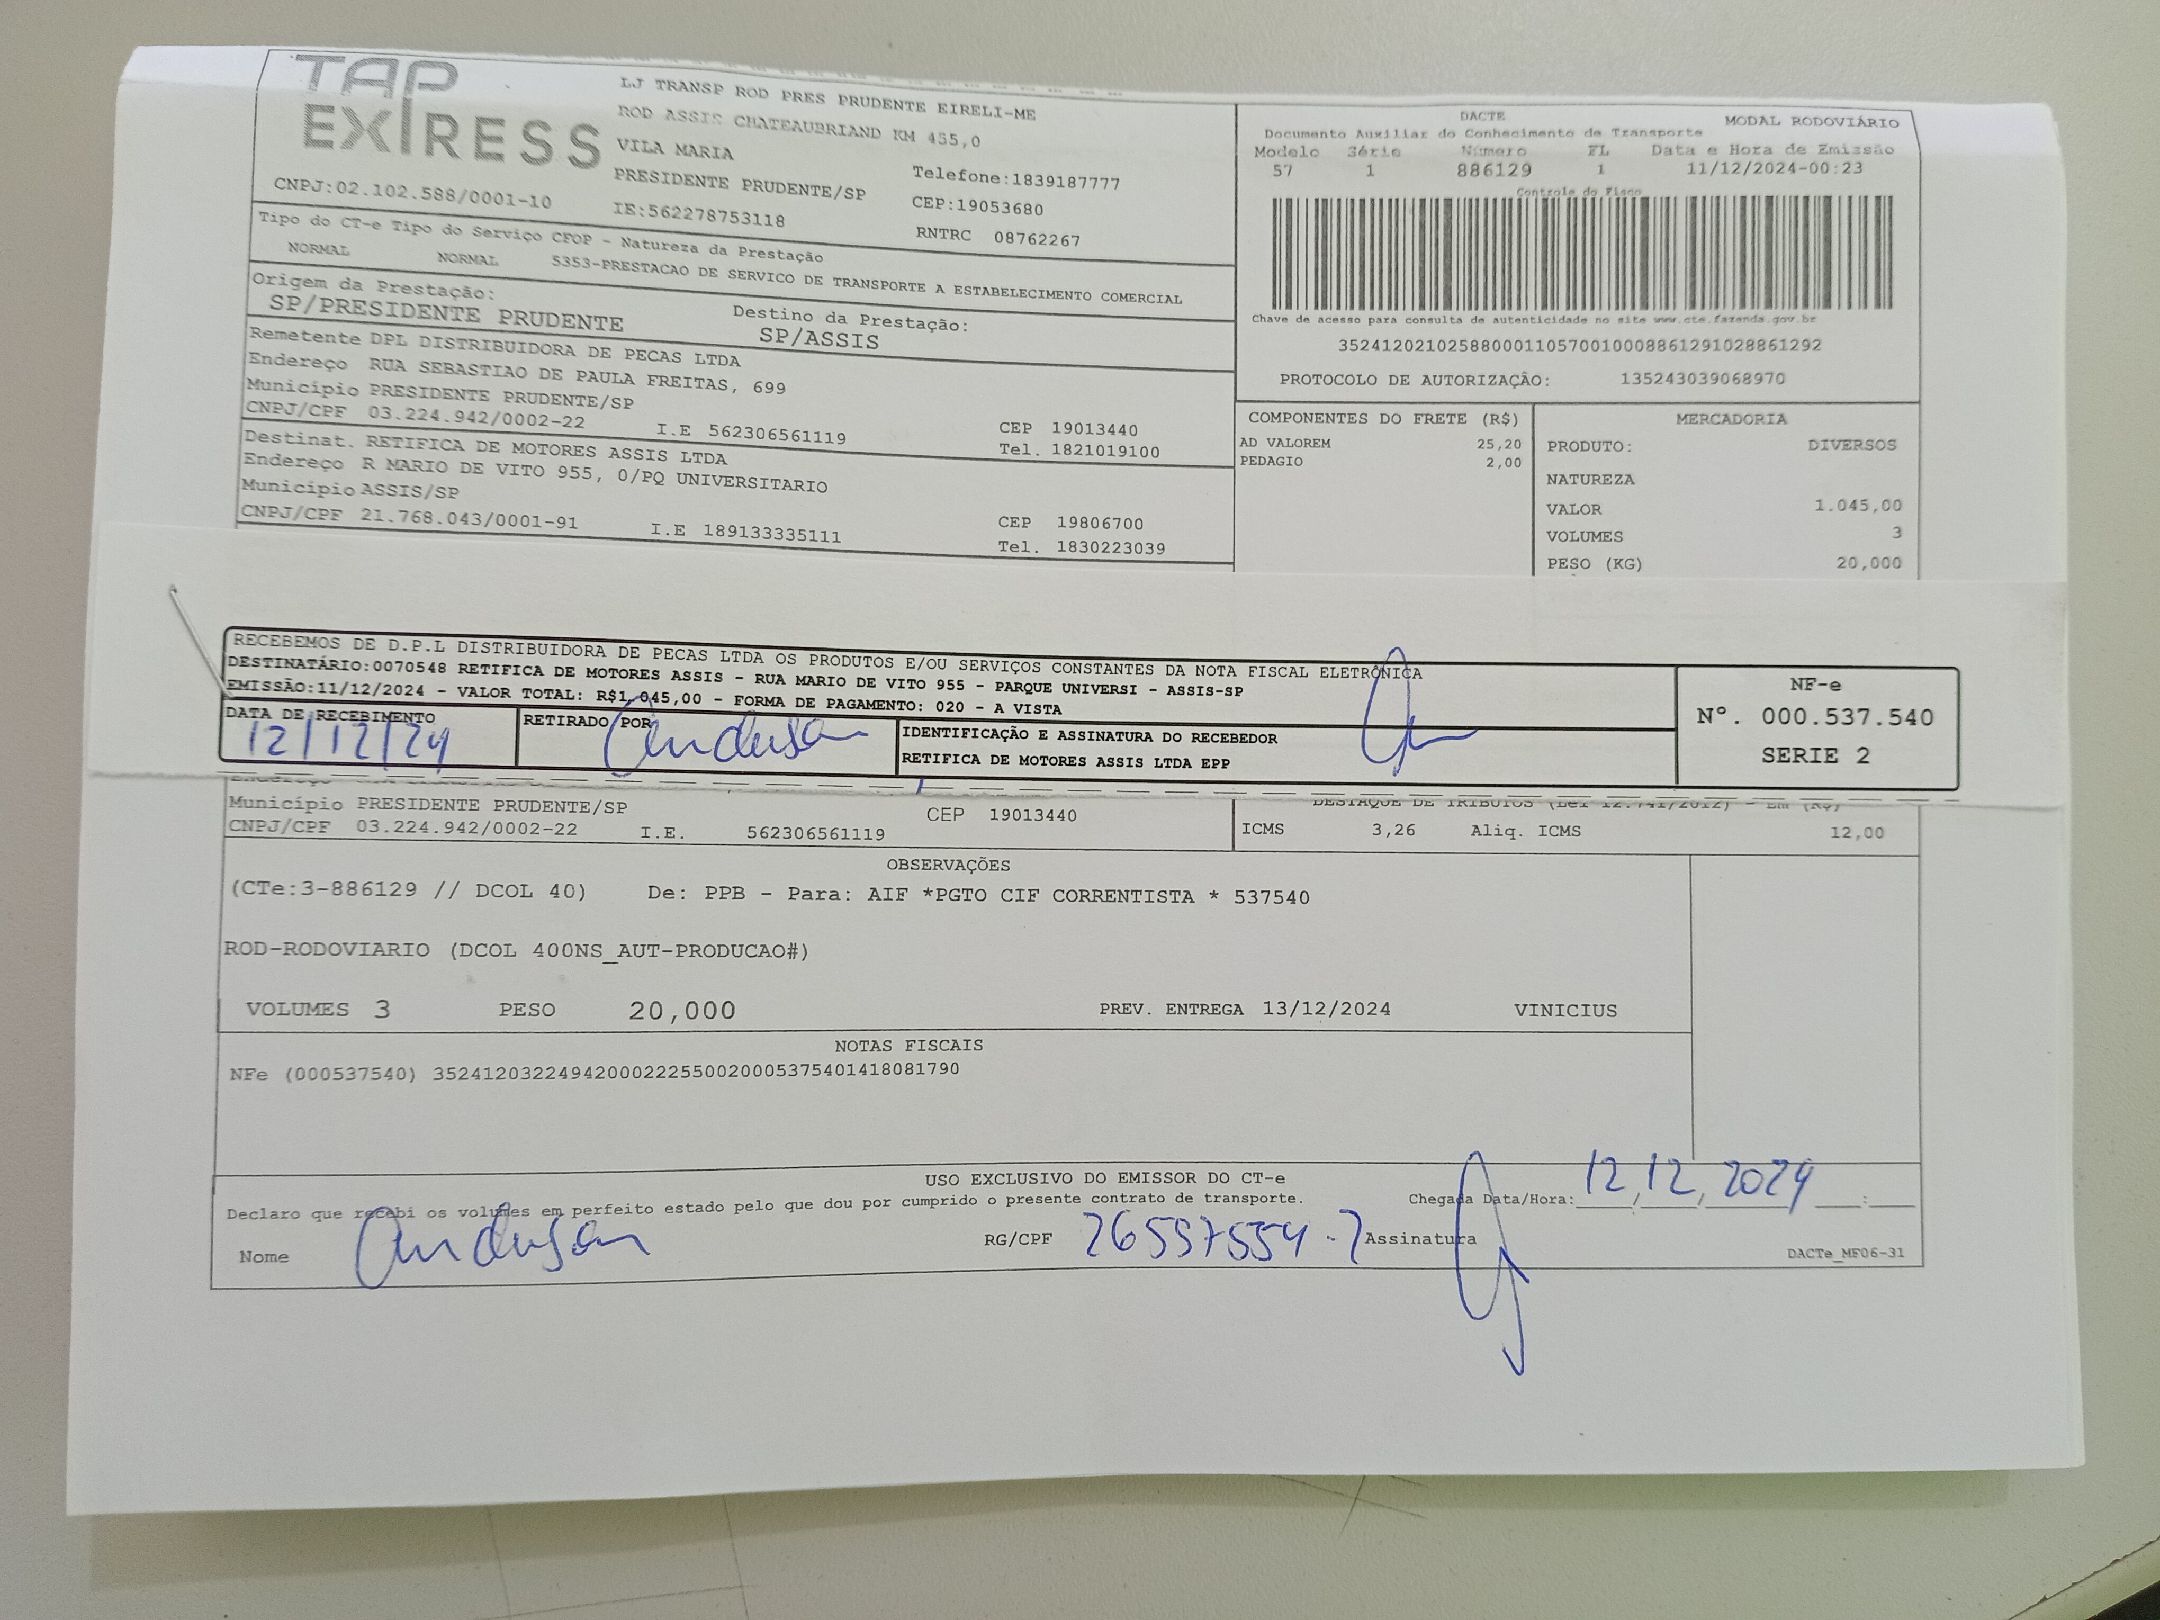 TAP
EXPRESS
LJ TRANSP ROD PRES PRUDENTE EIRELI-ME
ROD ASSIS CHATEAUBRIAND KM 455,0
VILA MARIA
PRESIDENTE PRUDENTE/SP
Telefone:1839187777
CNPJ:02.102.588/0001-10
IE:562278753118
CEP:19053680
RNTRC 08762267
DACTE
MODAL RODOVIÁRIO
Documento Auxiliar do Conhecimento de Transporte
Modelo Série Número FL Data e Hora de Emissão
57 1 886129 1 11/12/2024-00:23
Controle do Fisco
Chave de acesso para consulta de autenticidade no site www.cte.fazenda.gov.br
35241202102588000110570010008861291028861292
PROTOCOLO DE AUTORIZAÇÃO: 135243039068970
Tipo do CT-e Tipo do Serviço CFOP - Natureza da Prestação
NORMAL NORMAL 5353-PRESTACAO DE SERVICO DE TRANSPORTE A ESTABELECIMENTO COMERCIAL
Origem da Prestação: Destino da Prestação:
SP/PRESIDENTE PRUDENTE SP/ASSIS
Remetente DPL DISTRIBUIDORA DE PECAS LTDA
Endereço RUA SEBASTIAO DE PAULA FREITAS, 699
Município PRESIDENTE PRUDENTE/SP CEP 19013440
CNPJ/CPF 03.224.942/0002-22 I.E 562306561119 Tel. 1821019100
Destinat. RETIFICA DE MOTORES ASSIS LTDA
Endereço R MARIO DE VITO 955, 0/PQ UNIVERSITARIO
Município ASSIS/SP CEP 19806700
CNPJ/CPF 21.768.043/0001-91 I.E 189133335111 Tel. 1830223039
COMPONENTES DO FRETE (R$)
AD VALOREM 25,20
PEDAGIO 2,00
MERCADORIA
PRODUTO: DIVERSOS
NATUREZA
VALOR 1.045,00
VOLUMES 3
PESO (KG) 20,000
RECEBEMOS DE D.P.L DISTRIBUIDORA DE PECAS LTDA OS PRODUTOS E/OU SERVIÇOS CONSTANTES DA NOTA FISCAL ELETRÔNICA
DESTINATÁRIO:0070548 RETIFICA DE MOTORES ASSIS - RUA MARIO DE VITO 955 - PARQUE UNIVERSI - ASSIS-SP
EMISSÃO:11/12/2024 - VALOR TOTAL: R$1.045,00 - FORMA DE PAGAMENTO: 020 - A VISTA
DATA DE RECEBIMENTO
12/12/24
RETIRADO POR
Anderson
IDENTIFICAÇÃO E ASSINATURA DO RECEBEDOR
RETIFICA DE MOTORES ASSIS LTDA EPP
NF-e
Nº. 000.537.540
SERIE 2
Município PRESIDENTE PRUDENTE/SP CEP 19013440
CNPJ/CPF 03.224.942/0002-22 I.E. 562306561119
DESTAQUE DE TRIBUTOS (Lei 12.741/2012) - Em (R$)
ICMS 3,26 Aliq. ICMS 12,00
OBSERVAÇÕES
(CTe:3-886129 // DCOL 40) De: PPB - Para: AIF *PGTO CIF CORRENTISTA * 537540
ROD-RODOVIARIO (DCOL 400NS_AUT-PRODUCAO#)
VOLUMES 3 PESO 20,000 PREV. ENTREGA 13/12/2024 VINICIUS
NOTAS FISCAIS
NFe (000537540) 35241203224942000222550020005375401418081790
USO EXCLUSIVO DO EMISSOR DO CT-e
Declaro que recebi os volumes em perfeito estado pelo que dou por cumprido o presente contrato de transporte.
Chegada Data/Hora: 12/12/2024 __:__
Nome Anderson RG/CPF Assinatura
DACTe_MF06-31